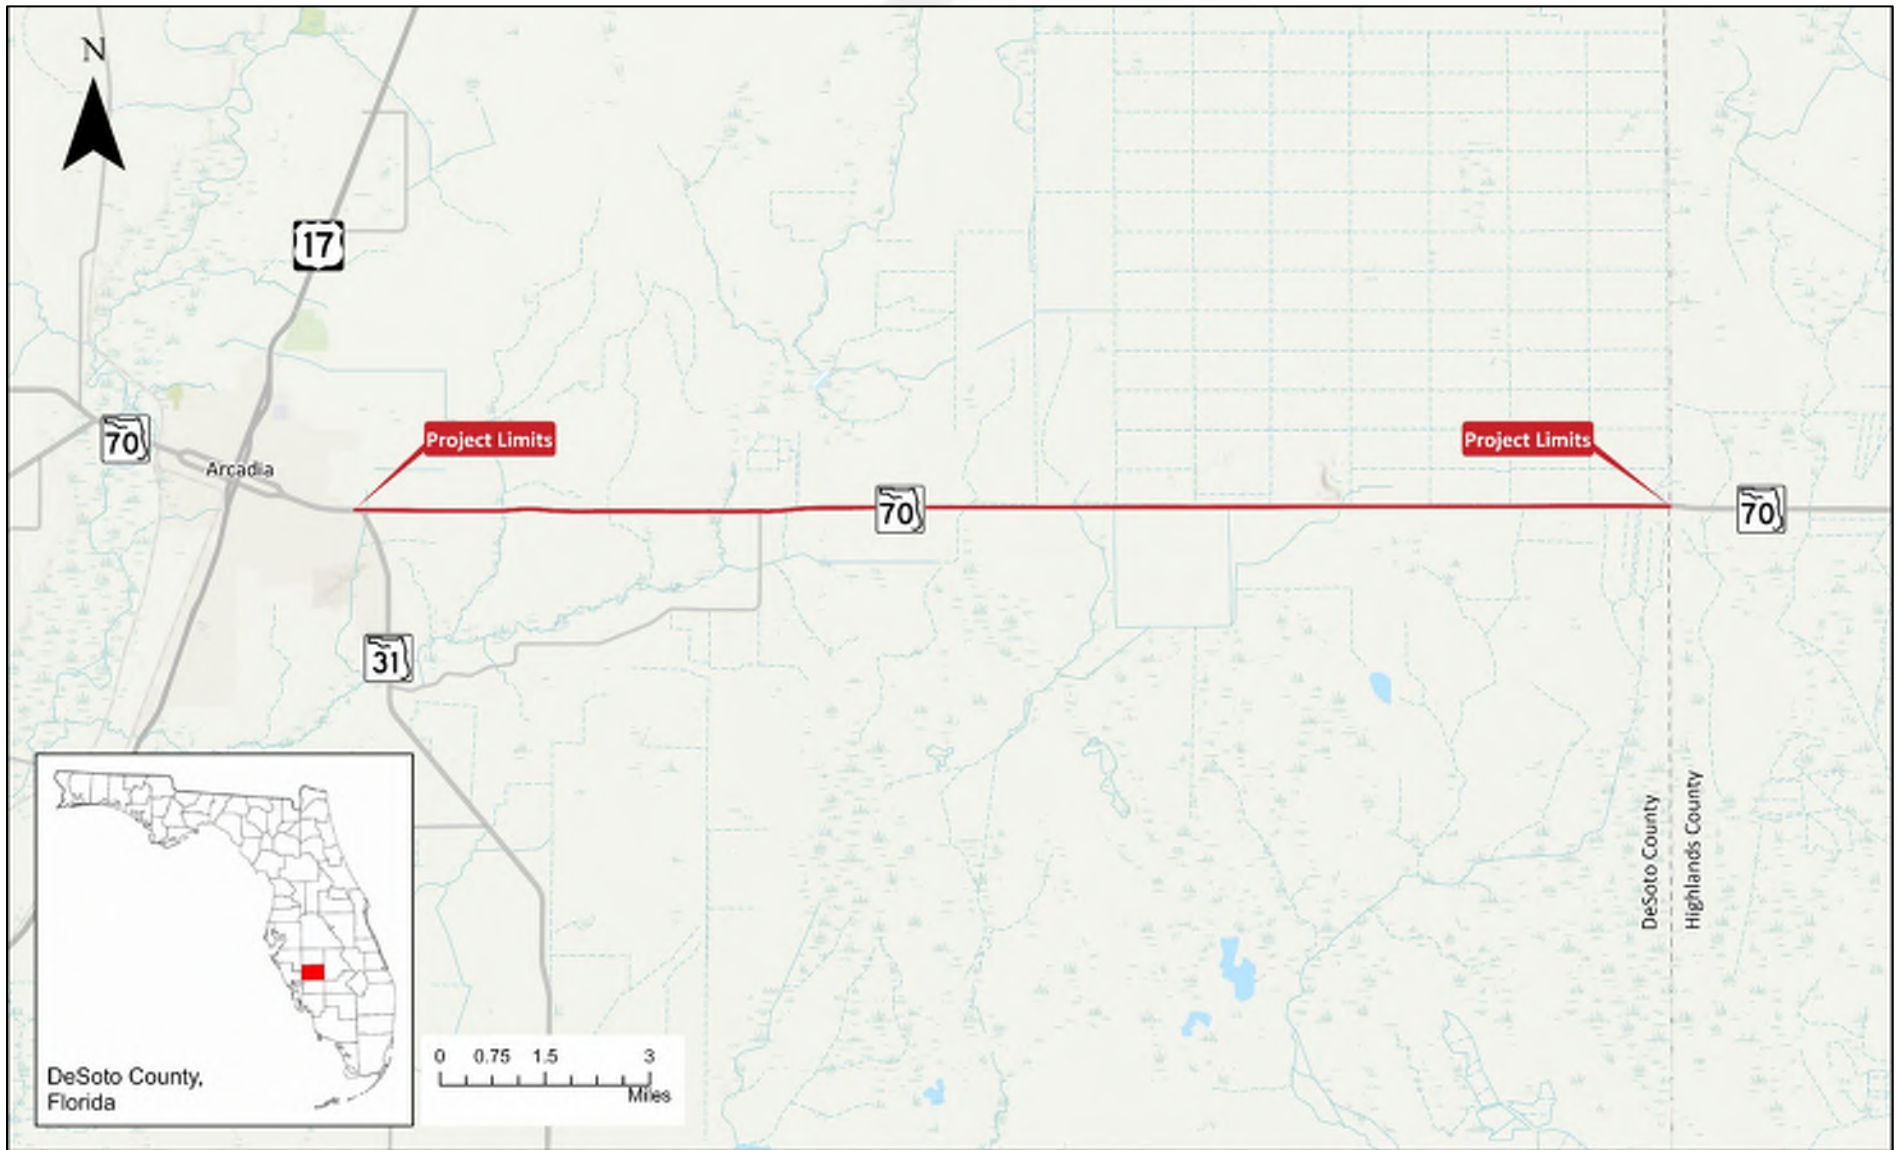 N
17
70
Arcadia
Project Limits
Project Limits
70
70
31
DeSoto County
Highlands County
DeSoto County,
Florida
0 0.75 1.5 3
Miles